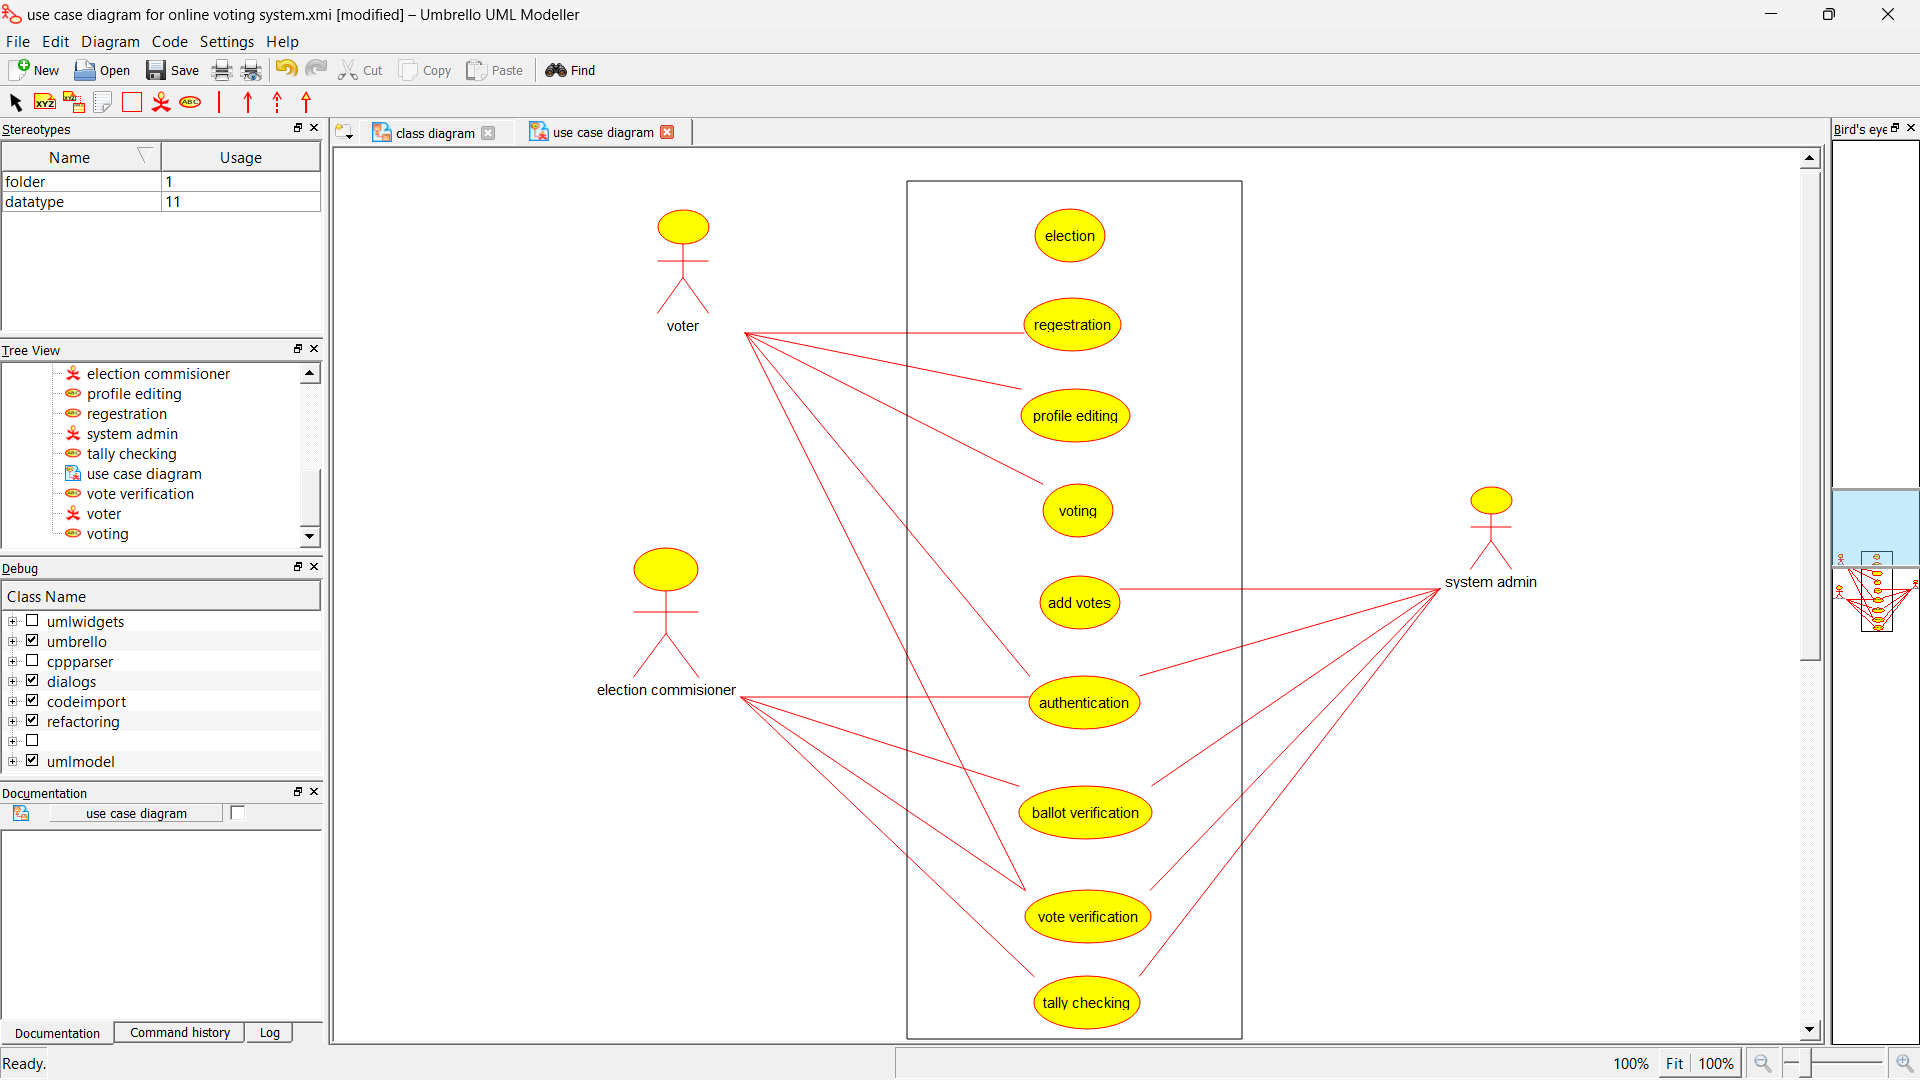 use case diagram for online voting system.xmi [modified] – Umbrello UML Modeller
File Edit Diagram Code Settings Help
New Open Save Cut Copy Paste Find
XYZ XYZ ABC
Stereotypes
Name Usage
folder 1
datatype 11
Tree View
election commisioner
profile editing
regestration
system admin
tally checking
use case diagram
vote verification
voter
voting
Debug
Class Name
umlwidgets
umbrello
cppparser
dialogs
codeimport
refactoring
umlmodel
Documentation
use case diagram
Documentation Command history Log
Ready.
class diagram use case diagram
voter
election commisioner
election
regestration
profile editing
voting
add votes
authentication
ballot verification
vote verification
tally checking
system admin
Bird's eye
100% Fit 100%